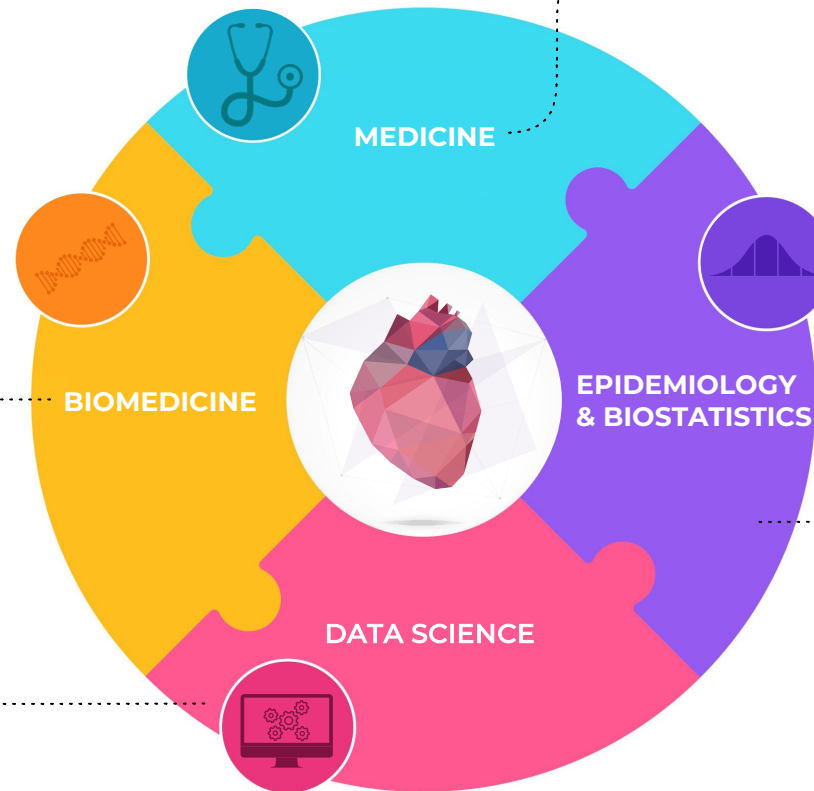 MEDICINE
BIOMEDICINE
EPIDEMIOLOGY
& BIOSTATISTICS
DATA SCIENCE